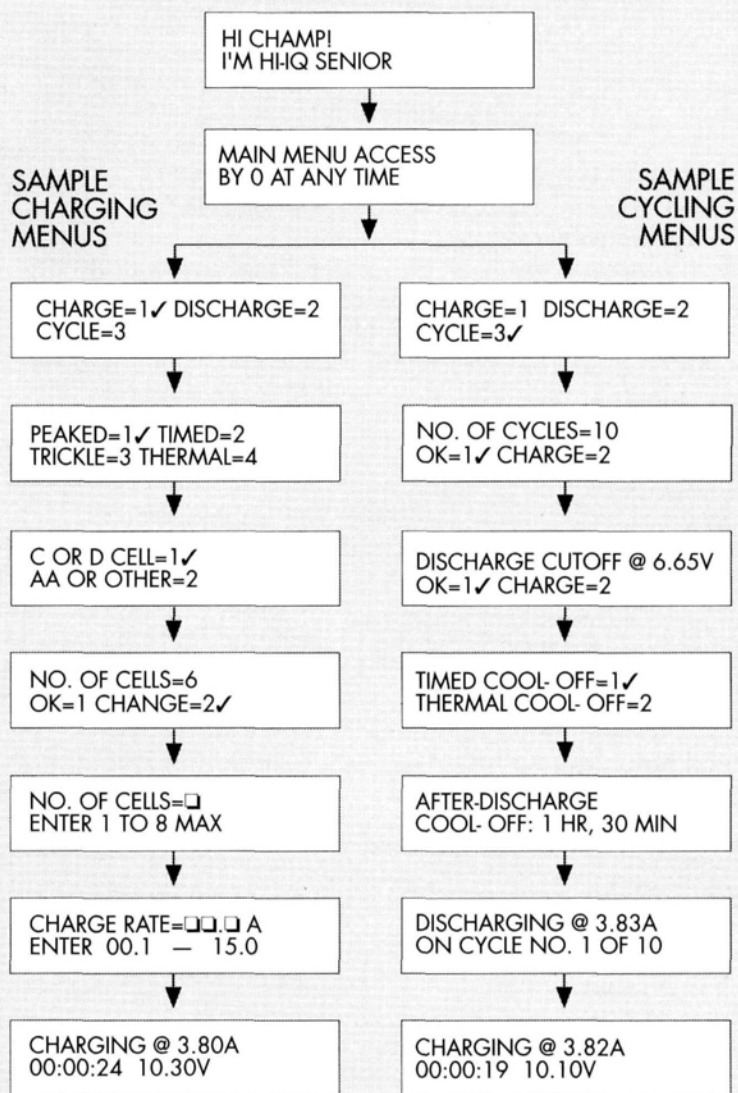 HI CHAMP!
I'M HI-IQ SENIOR
MAIN MENU ACCESS
BY 0 AT ANY TIME
SAMPLE
CHARGING
MENUS
CHARGE=1✓ DISCHARGE=2
CYCLE=3
PEAKED=1✓ TIMED=2
TRICKLE=3 THERMAL=4
C OR D CELL=1✓
AA OR OTHER=2
NO. OF CELLS=6
OK=1 CHANGE=2✓
NO. OF CELLS=❑
ENTER 1 TO 8 MAX
CHARGE RATE=❑❑.❑ A
ENTER 00.1 — 15.0
CHARGING @ 3.80A
00:00:24 10.30V
SAMPLE
CYCLING
MENUS
CHARGE=1 DISCHARGE=2
CYCLE=3✓
NO. OF CYCLES=10
OK=1✓ CHARGE=2
DISCHARGE CUTOFF @ 6.65V
OK=1✓ CHARGE=2
TIMED COOL- OFF=1✓
THERMAL COOL- OFF=2
AFTER-DISCHARGE
COOL- OFF: 1 HR, 30 MIN
DISCHARGING @ 3.83A
ON CYCLE NO. 1 OF 10
CHARGING @ 3.82A
00:00:19 10.10V